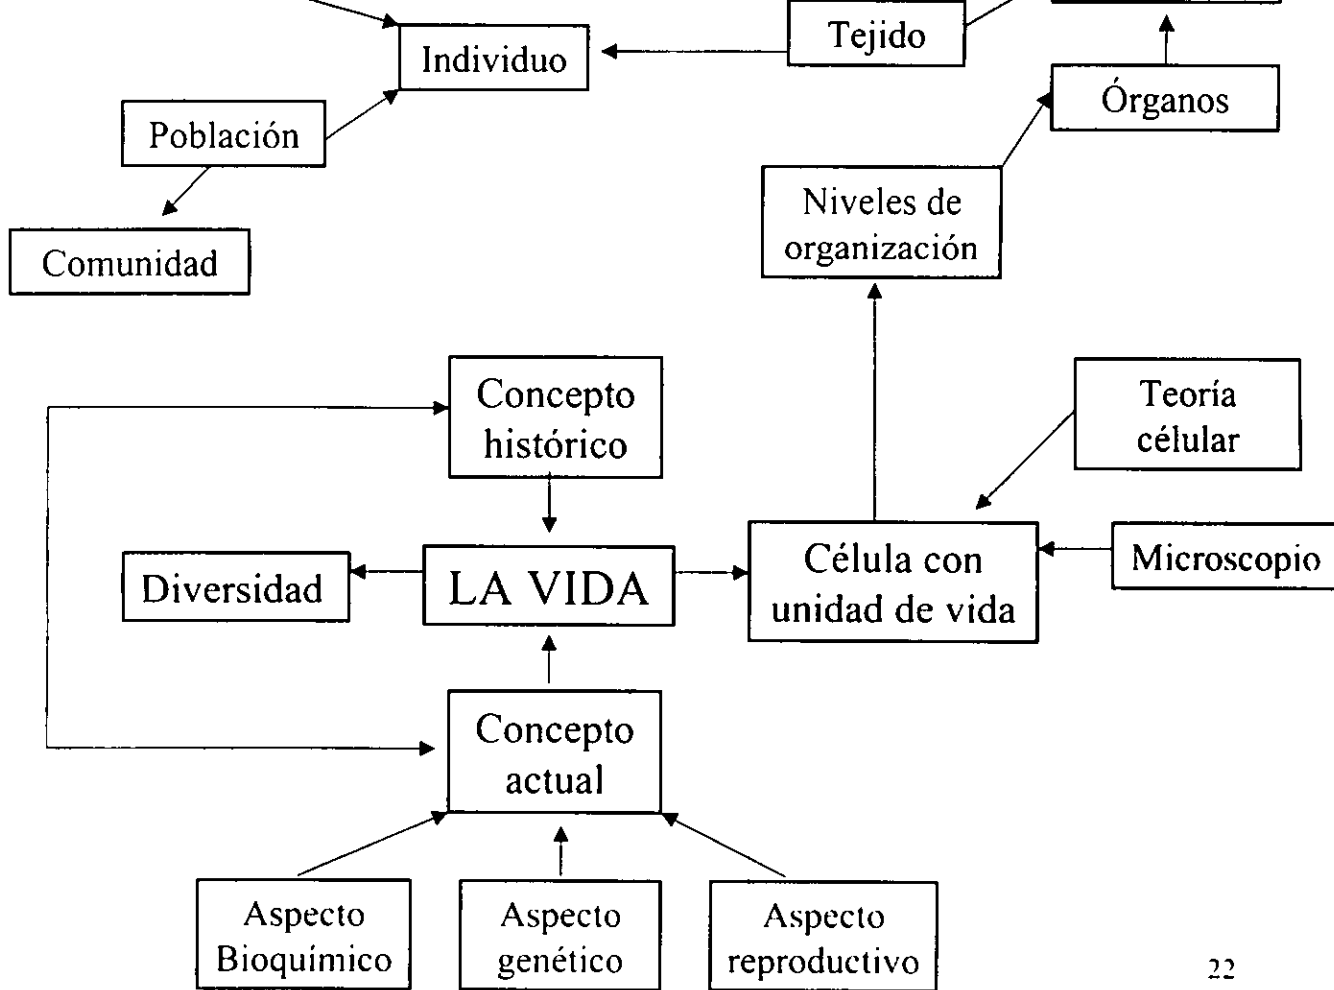 Tejido
Individuo
Órganos
Población
Niveles de
organización
Comunidad
Concepto
histórico
Teoría
célular
Diversidad
LA VIDA
Célula con
unidad de vida
Microscopio
Concepto
actual
Aspecto
Bioquímico
Aspecto
genético
Aspecto
reproductivo
22